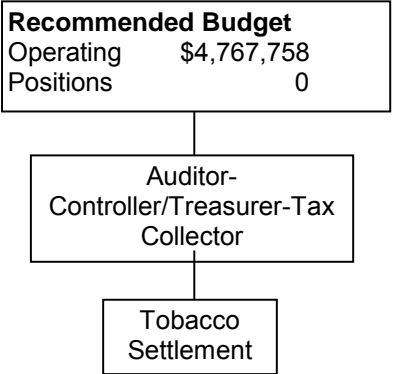 Recommended Budget
Operating $4,767,758
Positions 0
Auditor-
Controller/Treasurer-Tax
Collector
Tobacco
Settlement